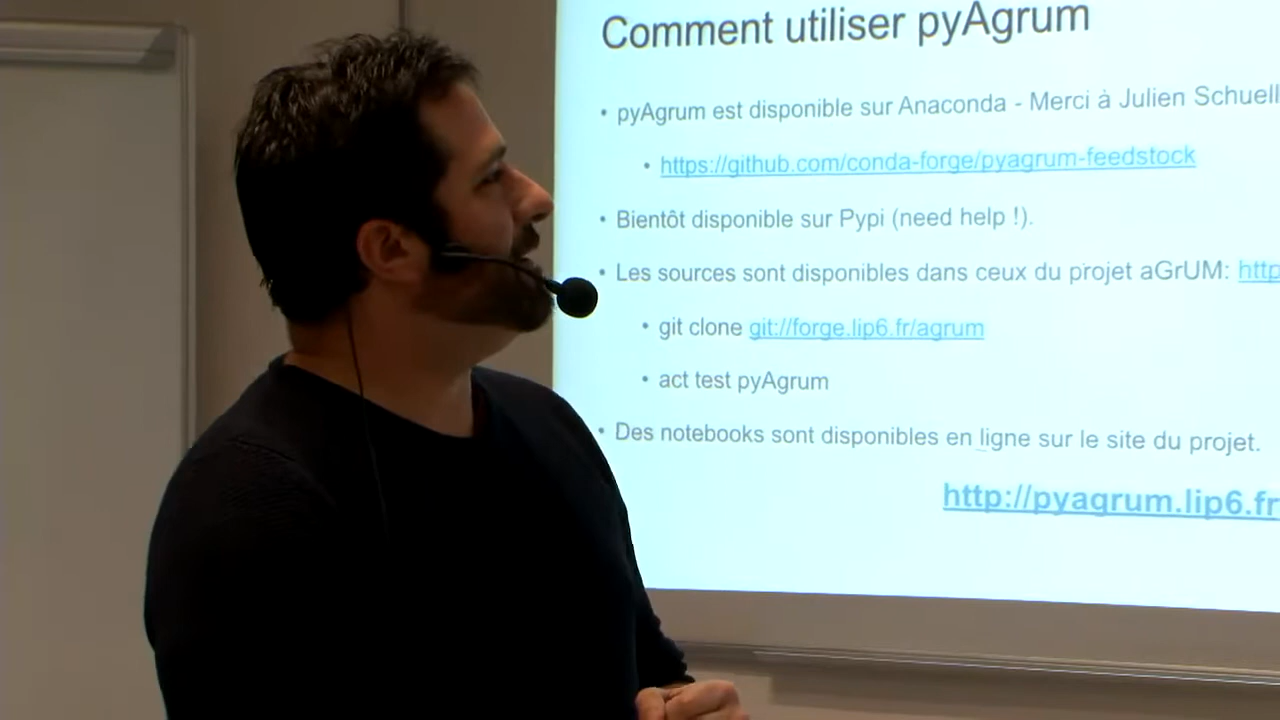 Comment utiliser pyAgrum
• pyAgrum est disponible sur Anaconda - Merci à Julien Schuell
• https://github.com/conda-forge/pyagrum-feedstock
• Bientôt disponible sur Pypi (need help !).
• Les sources sont disponibles dans ceux du projet aGrUM: http
• git clone git://forge.lip6.fr/agrum
• act test pyAgrum
• Des notebooks sont disponibles en ligne sur le site du projet.
http://pyagrum.lip6.fr